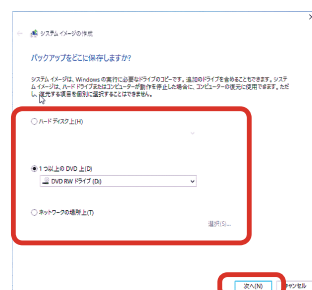 システム イメージの作成
バックアップをどこに保存しますか?
システム イメージは、Windows の実行に必要なドライブのコピーです。追加のドライブを含めることもできます。システ
ム イメージは、ハード ドライブまたはコンピューターが動作を停止した場合に、コンピューターの復元に使用できます。ただ
し、復元する項目を個別に選択することはできません。
ハード ディスク上(H)
1 つ以上の DVD 上(D)
DVD RW ドライブ (D:)
ネットワークの場所上(T)
選択(S)...
次へ(N)
キャンセル